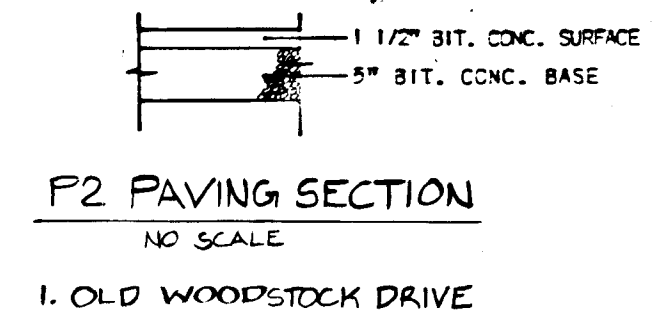 1 1/2" BIT. CONC. SURFACE
5" BIT. CONC. BASE
P2 PAVING SECTION
NO SCALE
1. OLD WOODSTOCK DRIVE